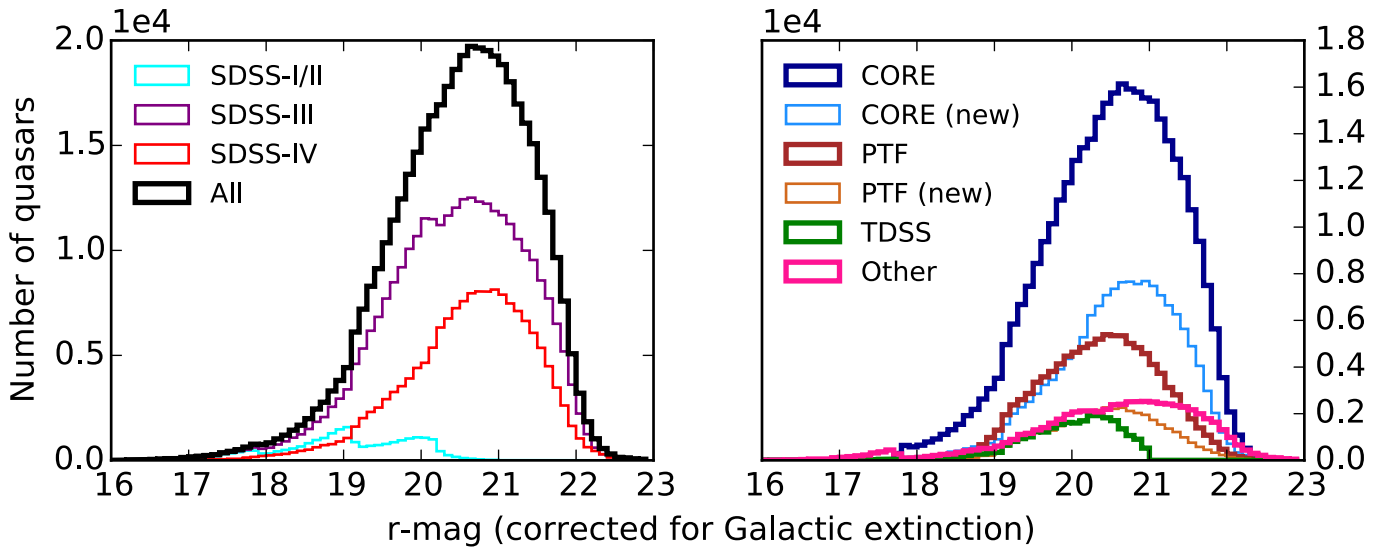 1e4
2.0
1.5
1.0
0.5
0.0
Number of quasars
SDSS-I/II
SDSS-III
SDSS-IV
All
16 17 18 19 20 21 22 23
1e4
CORE
CORE (new)
PTF
PTF (new)
TDSS
Other
1.8
1.6
1.4
1.2
1.0
0.8
0.6
0.4
0.2
0.0
16 17 18 19 20 21 22 23
r-mag (corrected for Galactic extinction)